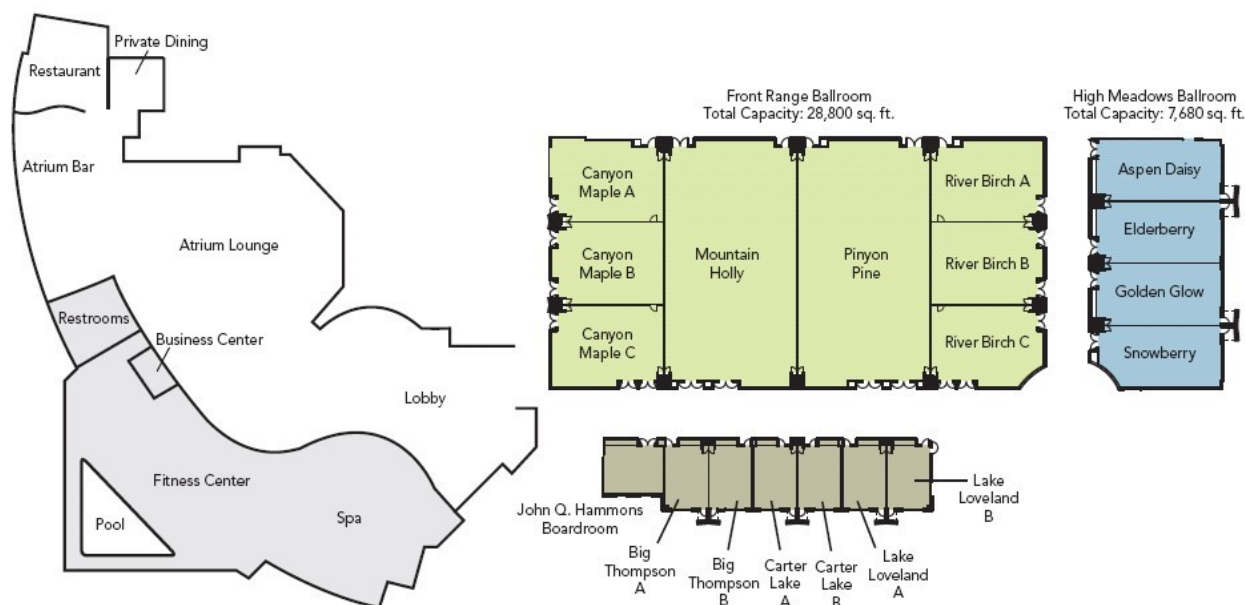 Private Dining
Restaurant
Atrium Bar
Atrium Lounge
Restrooms
Business Center
Lobby
Fitness Center
Pool
Spa
Front Range Ballroom
Total Capacity: 28,800 sq. ft.
Canyon
Maple A
Canyon
Maple B
Canyon
Maple C
Mountain
Holly
Pinyon
Pine
River Birch A
River Birch B
River Birch C
High Meadows Ballroom
Total Capacity: 7,680 sq. ft.
Aspen Daisy
Elderberry
Golden Glow
Snowberry
John Q. Hammons
Boardroom
Big
Thompson
A
Big
Thompson
B
Carter
Lake
A
Carter
Lake
B
Lake
Loveland
A
Lake
Loveland
B